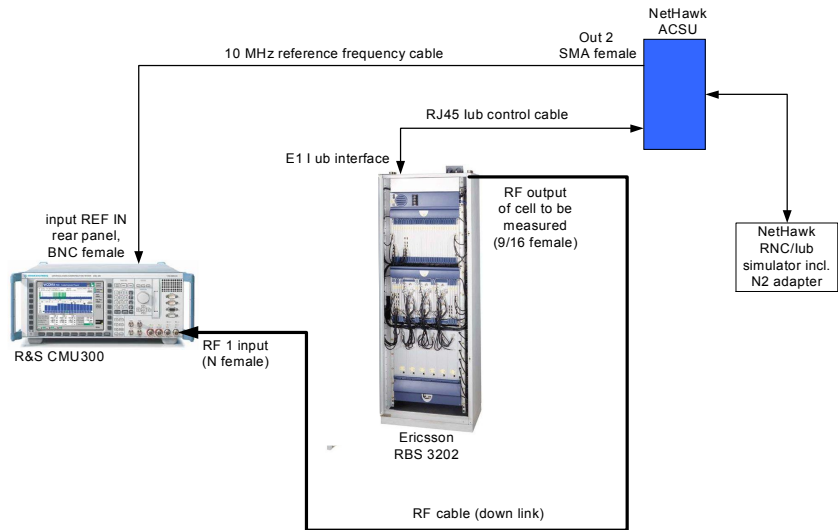 NetHawk
ACSU
Out 2
SMA female
10 MHz reference frequency cable
RJ45 Iub control cable
E1 I ub interface
RF output
of cell to be
measured
(9/16 female)
input REF IN
rear panel,
BNC female
NetHawk
RNC/Iub
simulator incl.
N2 adapter
R&S CMU300
RF 1 input
(N female)
Ericsson
RBS 3202
RF cable (down link)